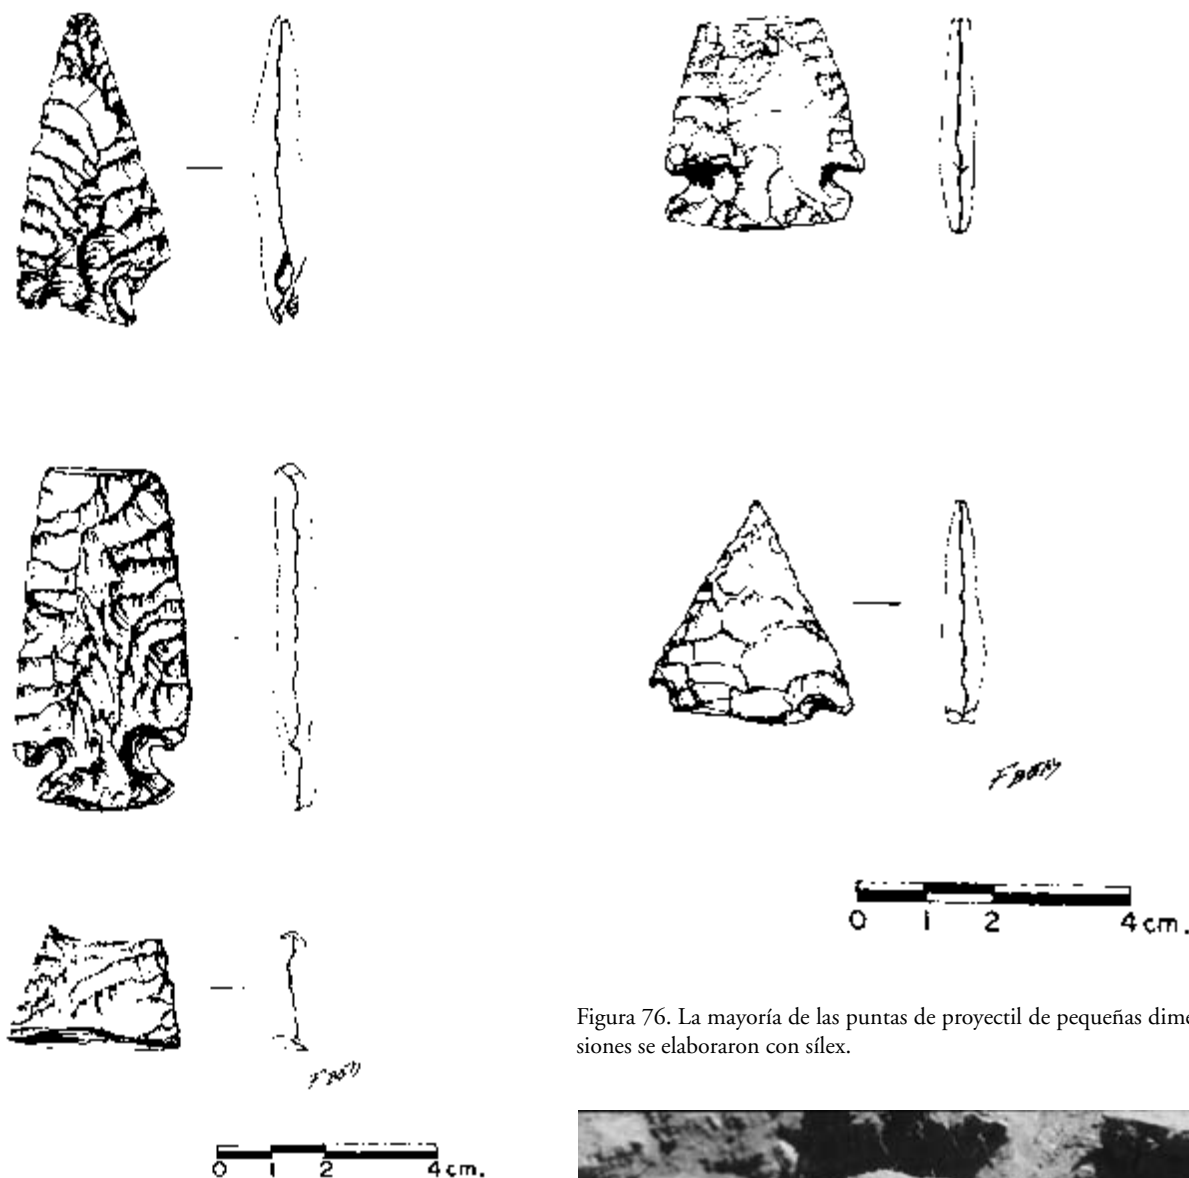 0 1 2 4 cm.
0 1 2 4 cm.
Figura 76. La mayoría de las puntas de proyectil de pequeñas dime
siones se elaboraron con sílex.